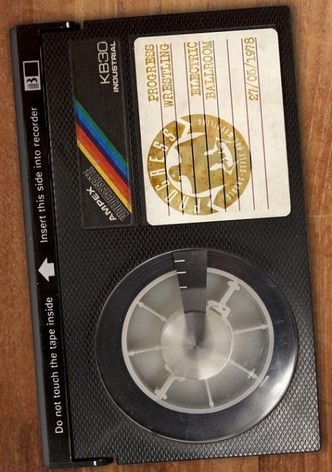 KB30
INDUSTRIAL
AMPEX
PROGRESS
WRESTLING
ELECTRIC
BALLROOM
27/05/1978
PROGRESS
B
Insert this side into recorder
Do not touch the tape inside